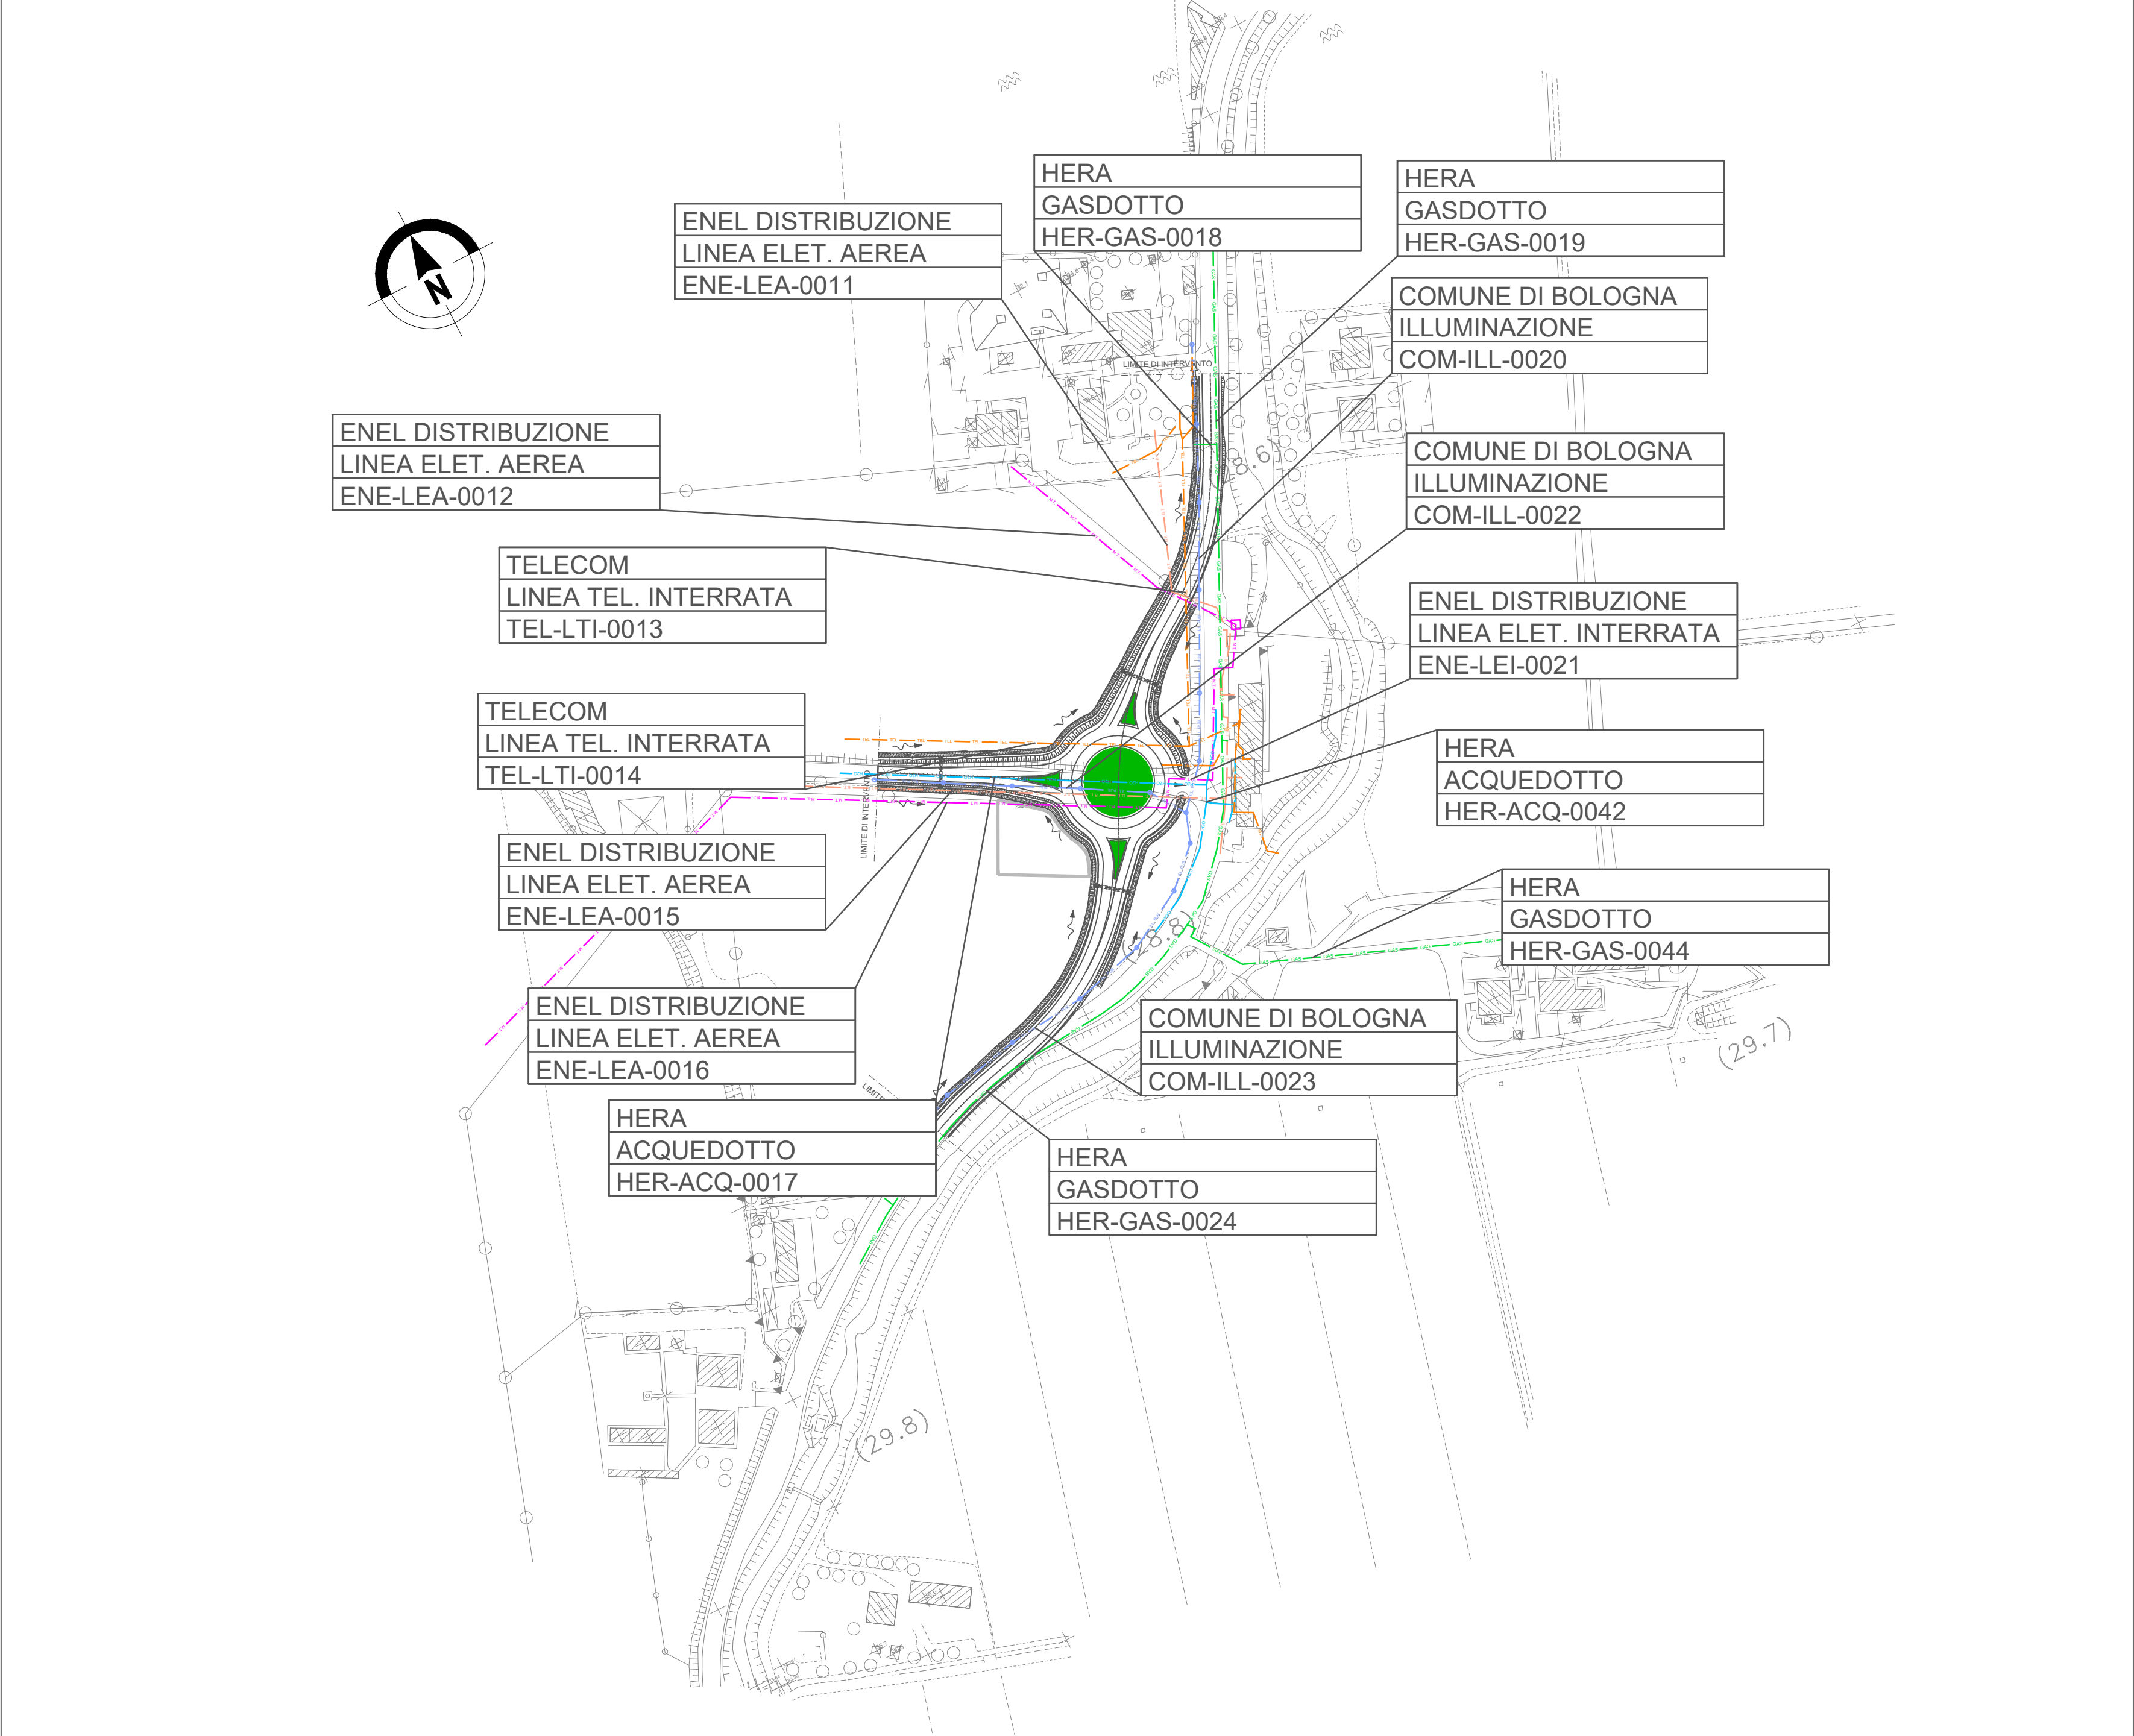 HERA
GASDOTTO
HER-GAS-0018
HERA
GASDOTTO
HER-GAS-0019
ENEL DISTRIBUZIONE
LINEA ELET. AEREA
ENE-LEA-0011
N
COMUNE DI BOLOGNA
ILLUMINAZIONE
COM-ILL-0020
LIMITE DI INTERVENTO
ENEL DISTRIBUZIONE
LINEA ELET. AEREA
ENE-LEA-0012
8.6)
COMUNE DI BOLOGNA
ILLUMINAZIONE
COM-ILL-0022
TELECOM
LINEA TEL. INTERRATA
TEL-LTI-0013
ENEL DISTRIBUZIONE
LINEA ELET. INTERRATA
ENE-LEI-0021
TELECOM
LINEA TEL. INTERRATA
TEL-LTI-0014
HERA
ACQUEDOTTO
HER-ACQ-0042
LIMITE DI INTERVENTO
ENEL DISTRIBUZIONE
LINEA ELET. AEREA
ENE-LEA-0015
HERA
GASDOTTO
HER-GAS-0044
(28.8)
ENEL DISTRIBUZIONE
LINEA ELET. AEREA
ENE-LEA-0016
COMUNE DI BOLOGNA
ILLUMINAZIONE
COM-ILL-0023
(29.7)
LIMITE
HERA
ACQUEDOTTO
HER-ACQ-0017
HERA
GASDOTTO
HER-GAS-0024
(29.8)